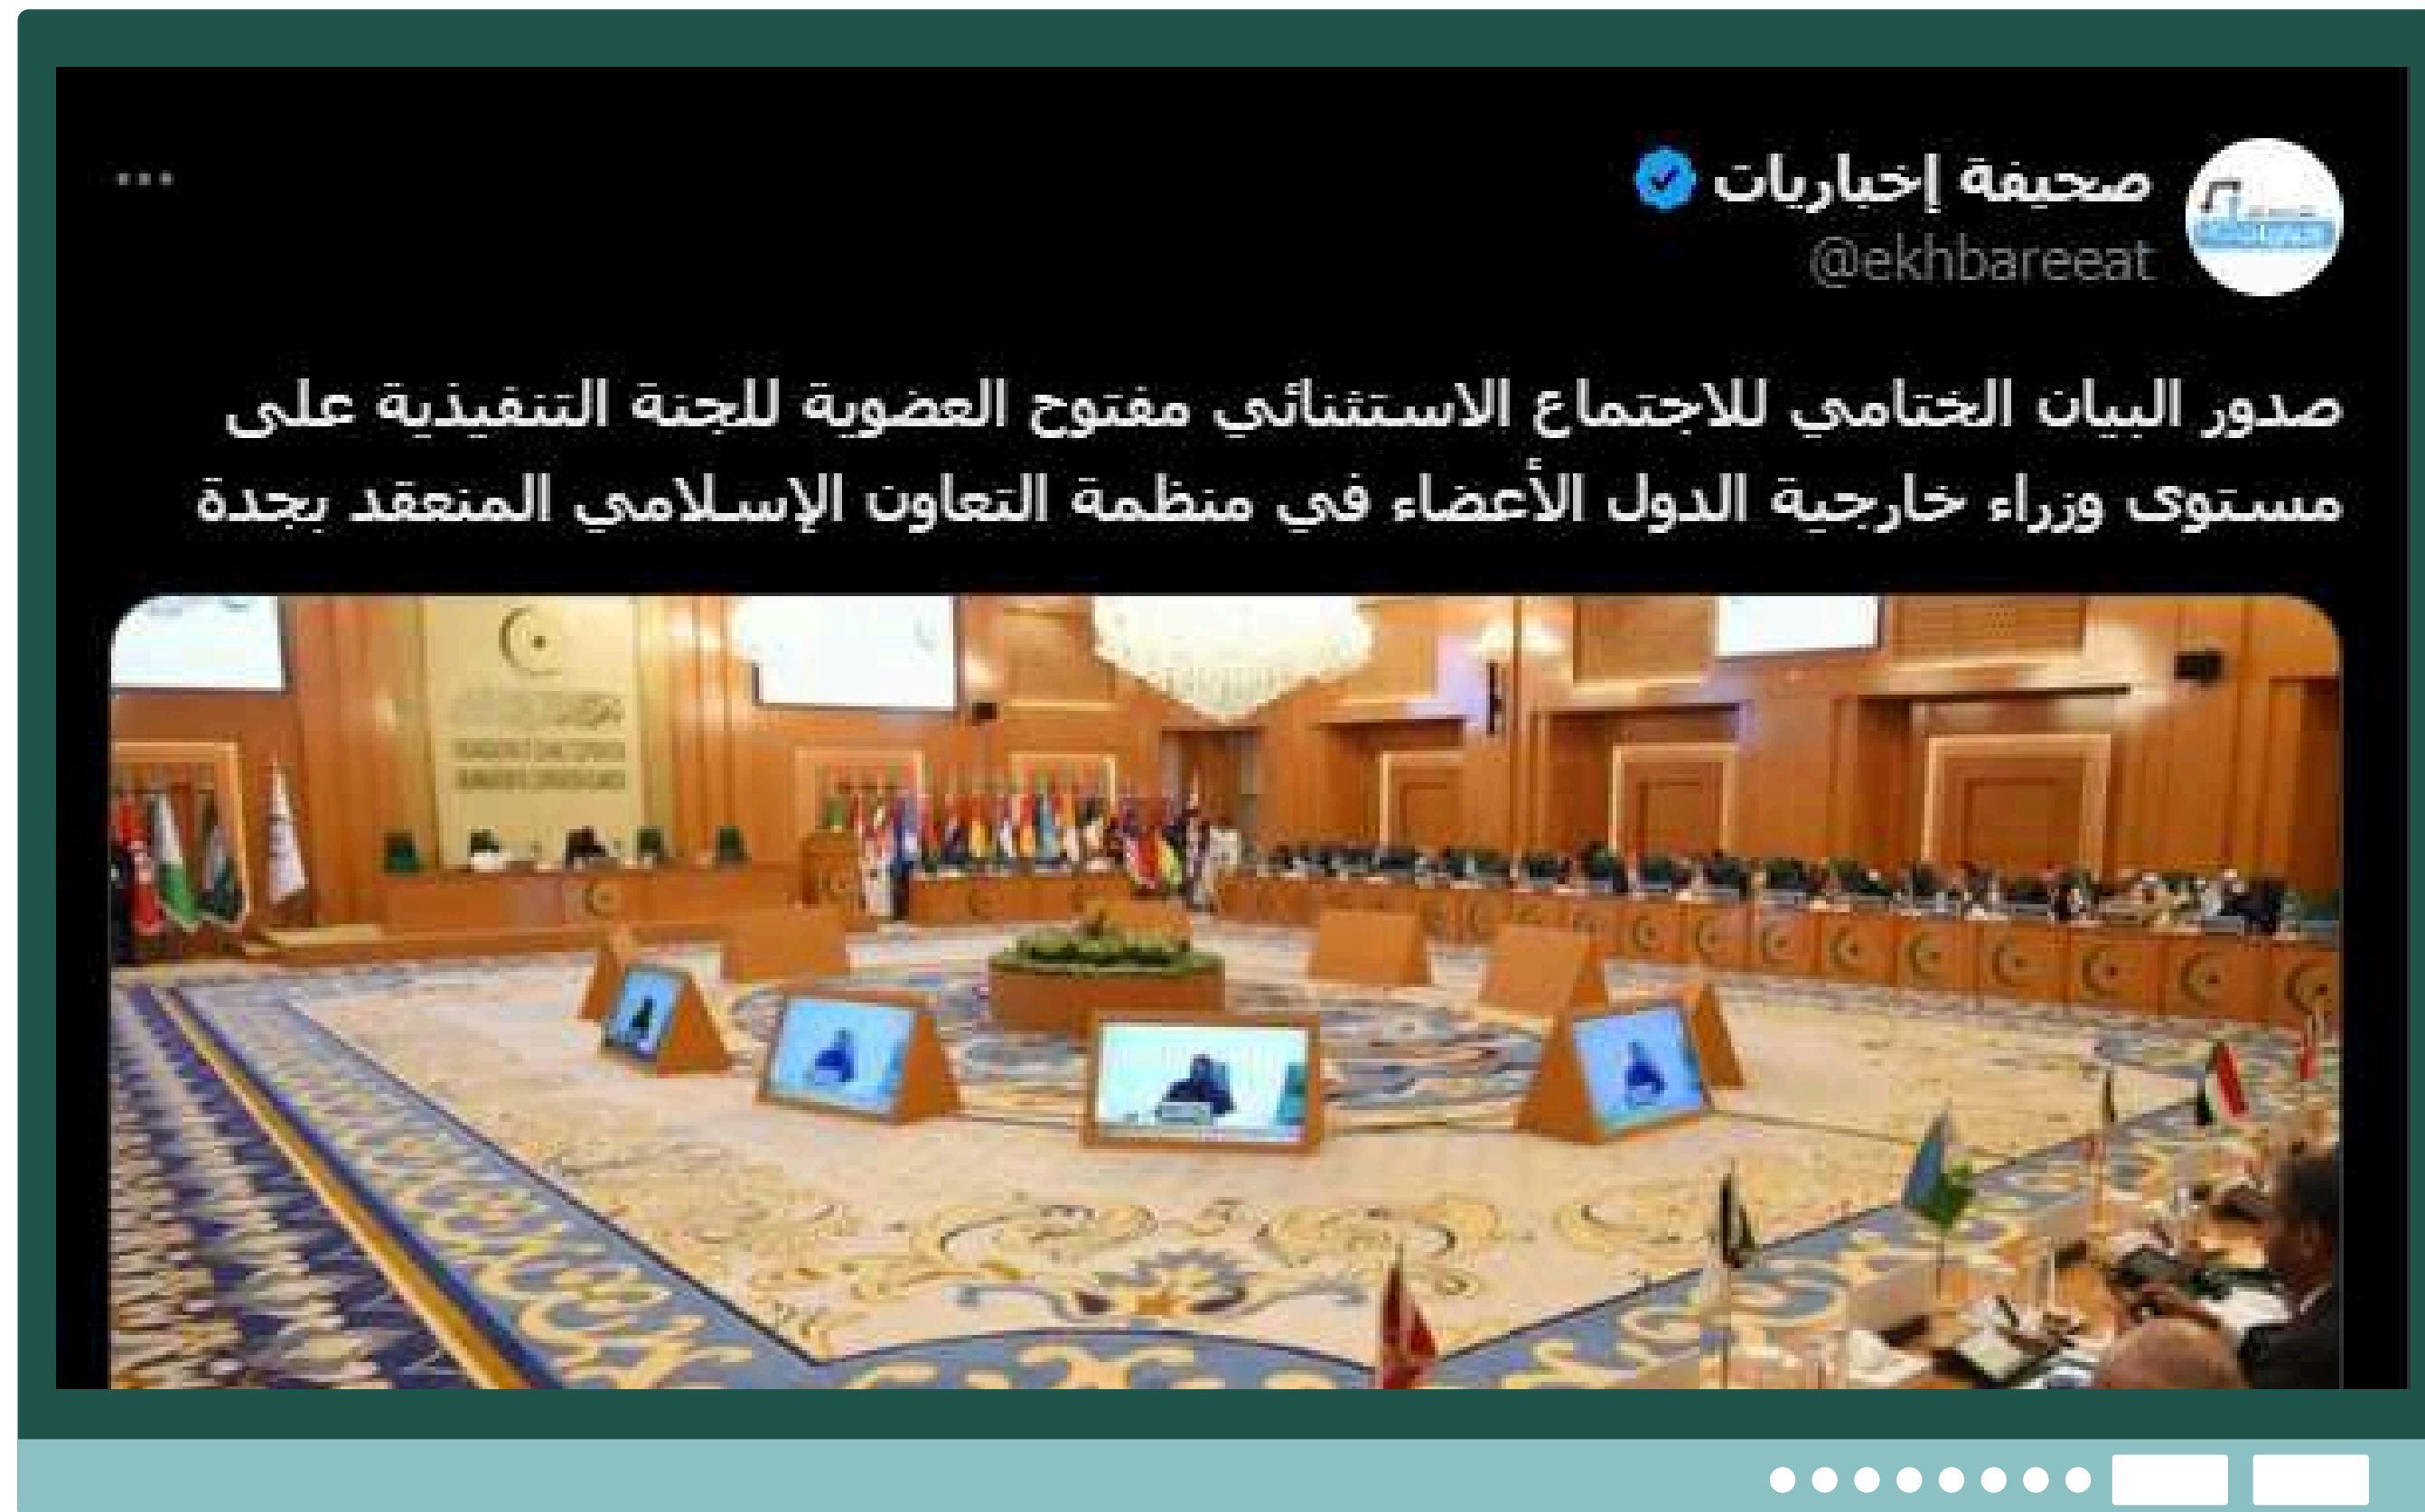 صحيفة إخباريات
@ekhbareeat
صدور البيان الختامي للاجتماع الاستثنائي مفتوح العضوية للجنة التنفيذية على
مستوى وزراء خارجية الدول الأعضاء في منظمة التعاون الإسلامي المنعقد بجدة